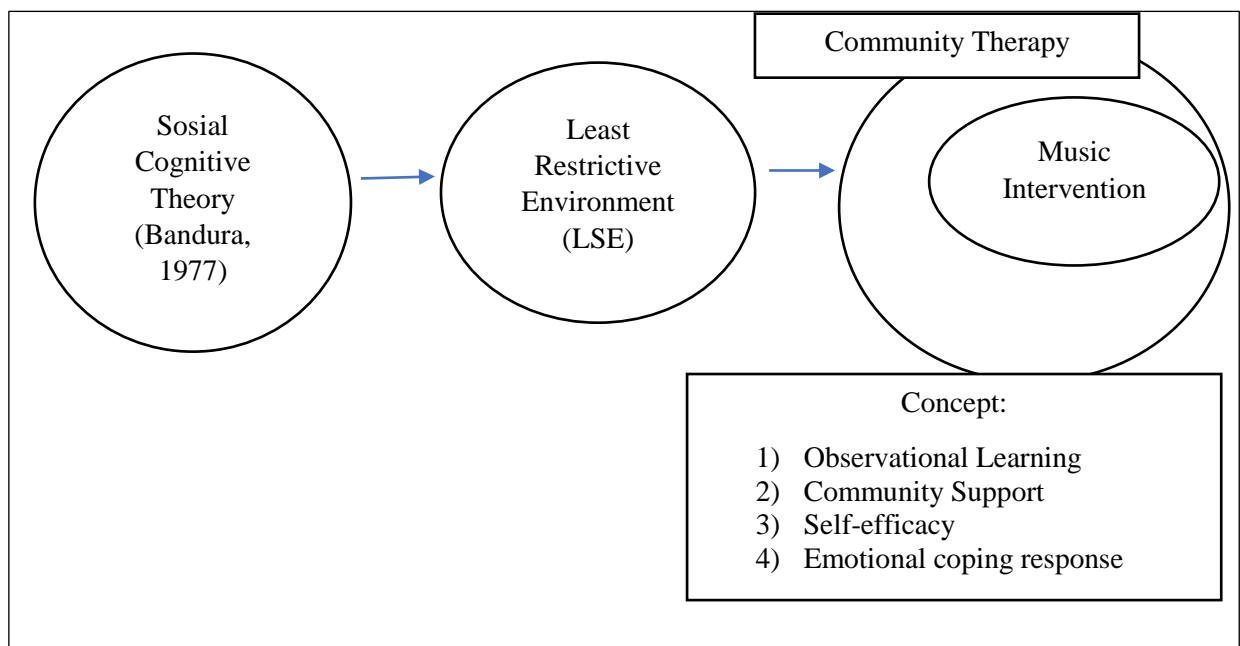 Sosial
Cognitive
Theory
(Bandura,
1977)
Least
Restrictive
Environment
(LSE)
Community Therapy
Music
Intervention
Concept:
1) Observational Learning
2) Community Support
3) Self-efficacy
4) Emotional coping response